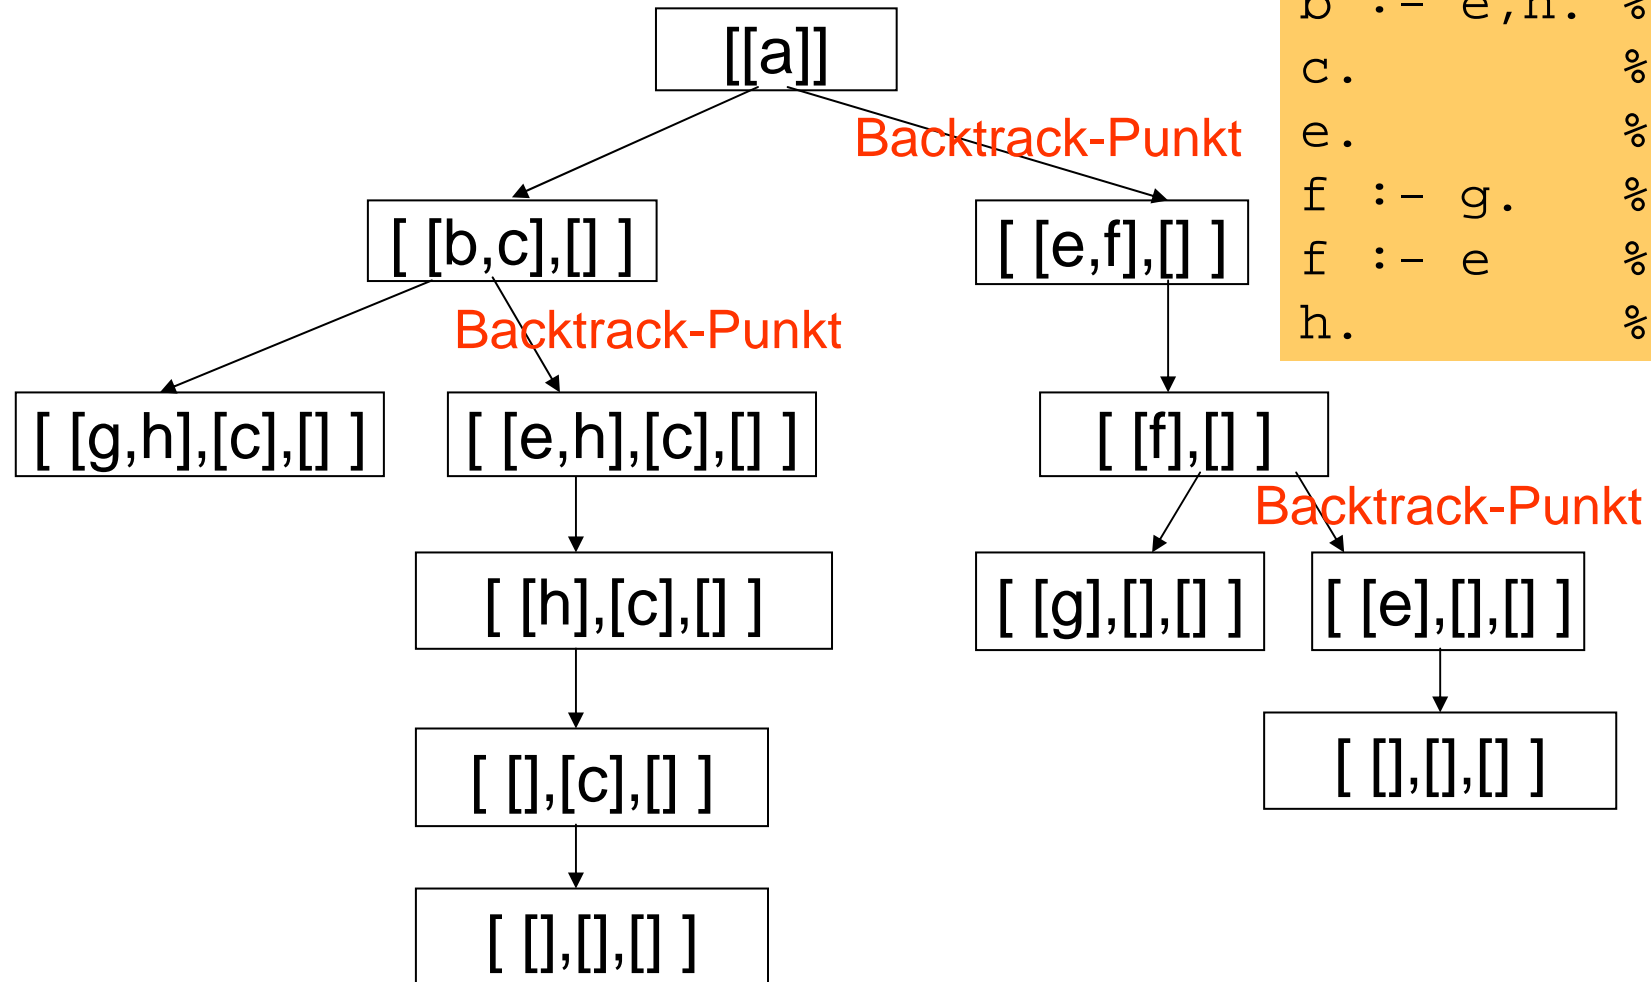 [[a]]
Backtrack-Punkt
[ [b,c],[] ]
[ [e,f],[] ]
Backtrack-Punkt
[ [g,h],[c],[] ]
[ [e,h],[c],[] ]
[ [f],[] ]
Backtrack-Punkt
[ [h],[c],[] ]
[ [g],[],[] ]
[ [e],[],[] ]
[ [],[c],[] ]
[ [],[],[] ]
[ [],[],[] ]
b :- e,h. %
c. %
e. %
f :- g. %
f :- e %
h. %